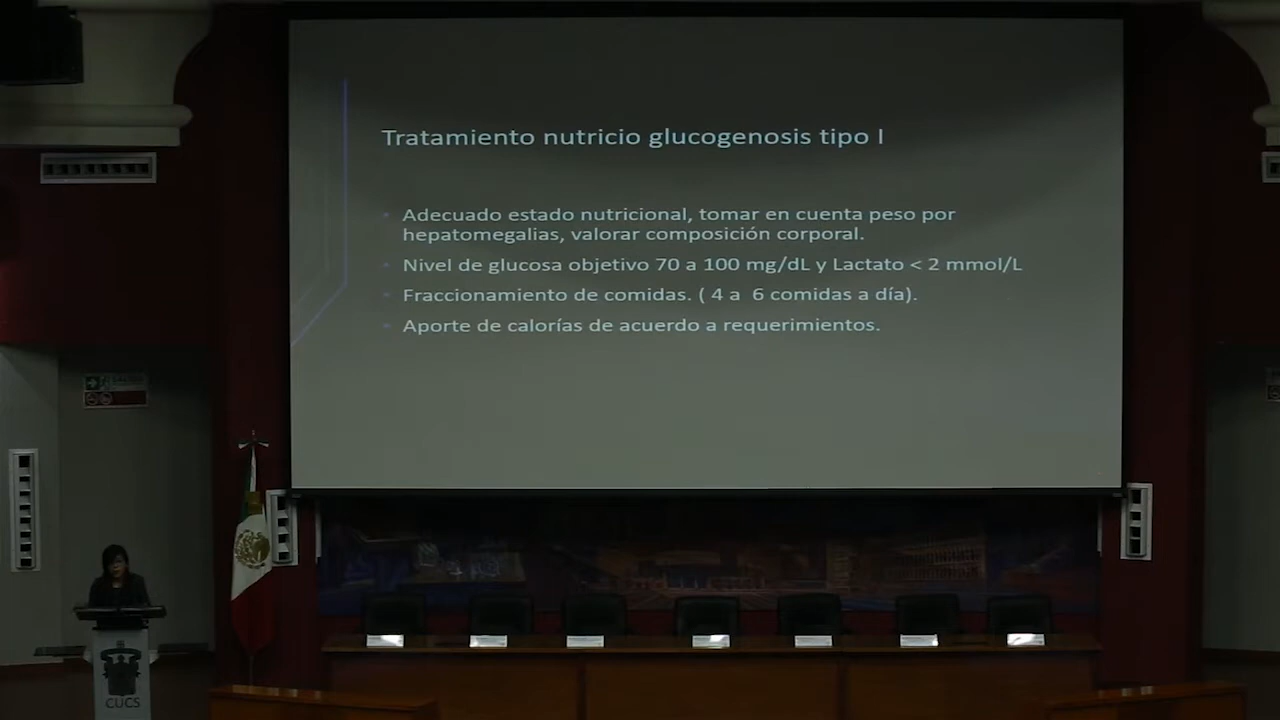 Tratamiento nutricio glucogenosis tipo I
Adecuado estado nutricional, tomar en cuenta peso por
hepatomegalias, valorar composición corporal.
Nivel de glucosa objetivo 70 a 100 mg/dL y Lactato < 2 mmol/L
Fraccionamiento de comidas. ( 4 a  6 comidas a día).
Aporte de calorías de acuerdo a requerimientos.
CUCS